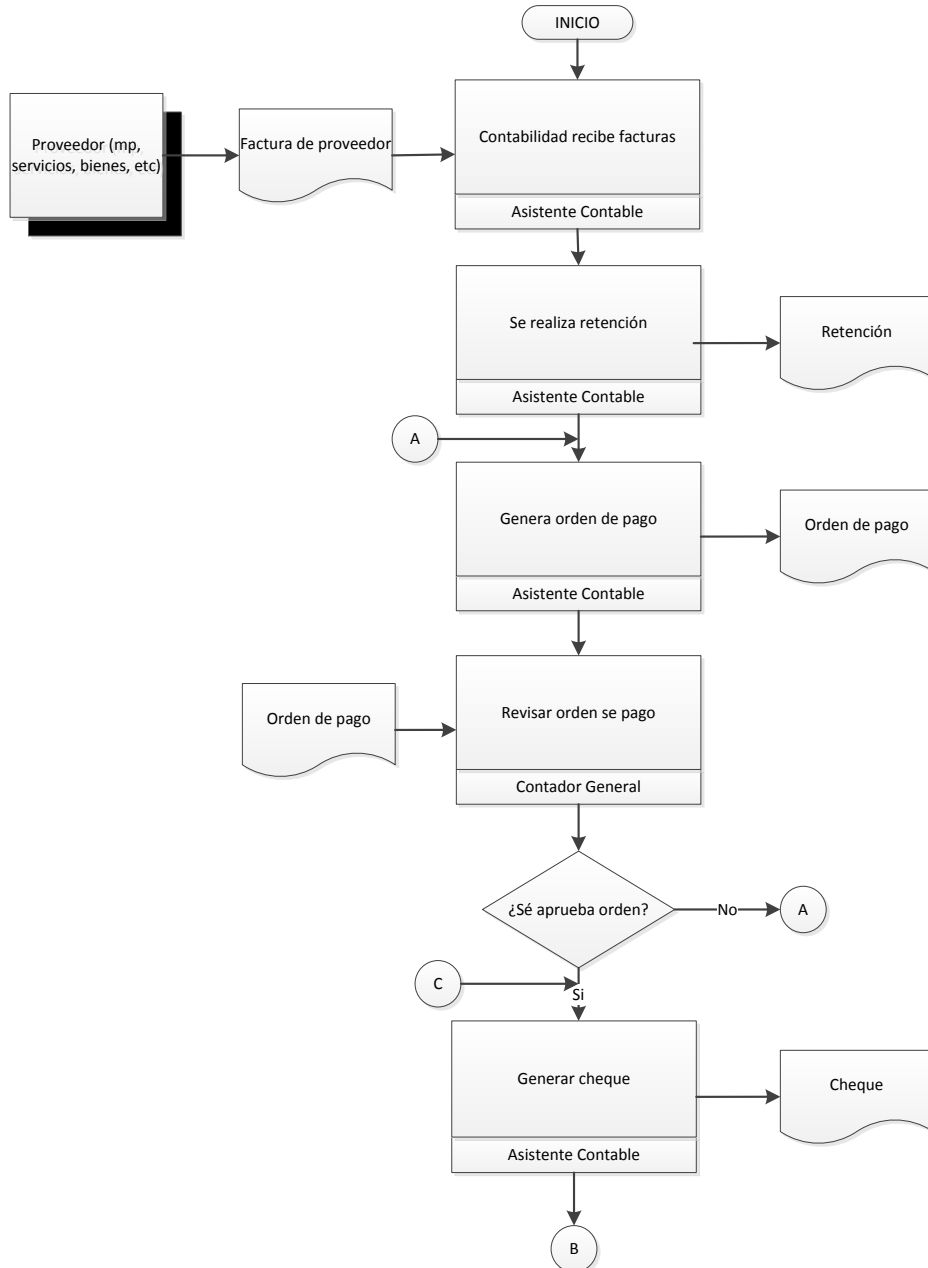 INICIO
Proveedor (mp,
servicios, bienes, etc)
Factura de proveedor
Contabilidad recibe facturas
Asistente Contable
Se realiza retención
Retención
Asistente Contable
A
Genera orden de pago
Orden de pago
Asistente Contable
Orden de pago
Revisar orden se pago
Contador General
¿Sé aprueba orden?
No
A
C
Si
Generar cheque
Cheque
Asistente Contable
B